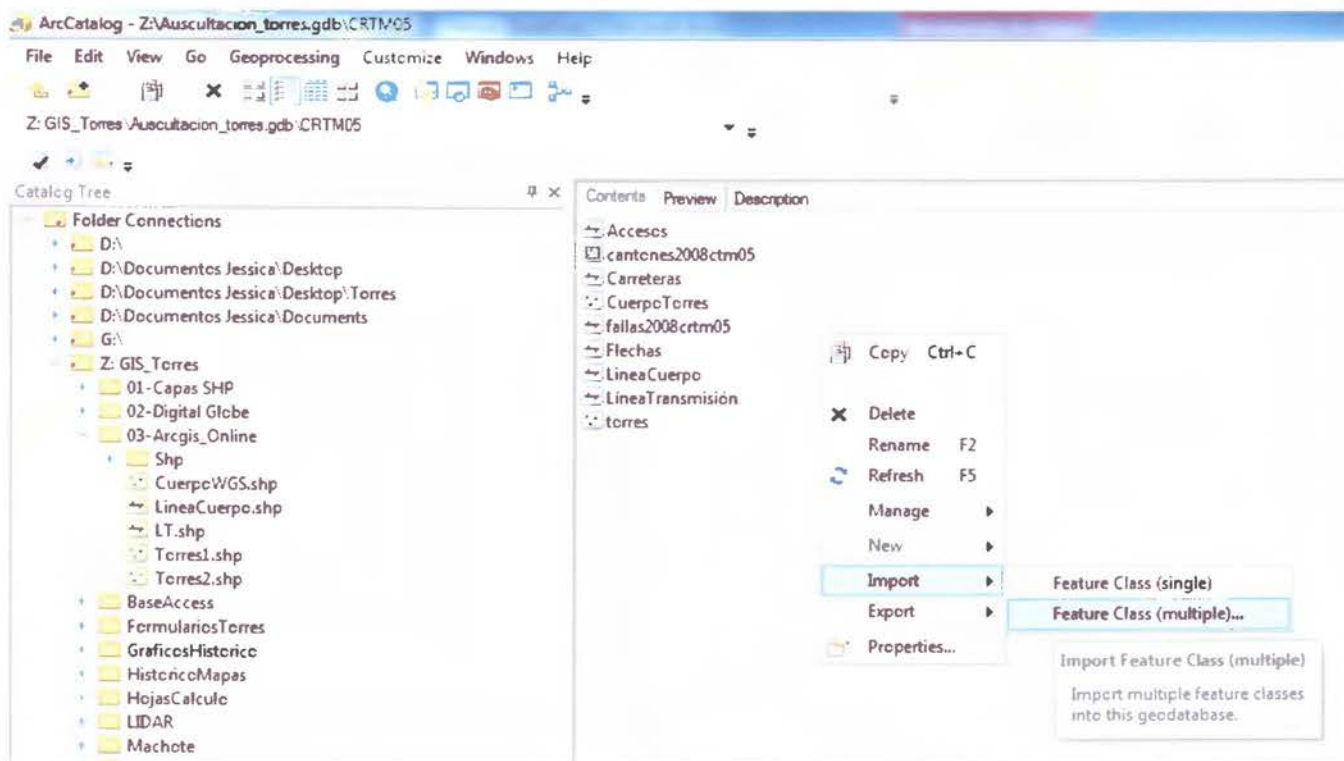 ArcCatalog - Z:\Auscultacion_torres.gdb\CRTM05
File Edit View Go Geoprocessing Customize Windows Help
Z: GIS_Torres\Auscultacion_torres.gdb\CRTM05
Catalog Tree
Folder Connections
D:\
D:\Documentos Jessica\Desktop
D:\Documentos Jessica\Desktop\Torres
D:\Documentos Jessica\Documents
G:\
Z: GIS_Torres
01-Capas SHP
02-Digital Globe
03-Arcgis_Online
Shp
CuerpoWGS.shp
LineaCuerpo.shp
LT.shp
Torres1.shp
Torres2.shp
BaseAccess
FormulariosTorres
GraficosHistorico
HistoricoMapas
HojasCalculo
LIDAR
Machote
Contents Preview Description
Accesos
cantones2008ctm05
Carreteras
CuerpoTorres
fallas2008crtm05
Flechas
LineaCuerpo
LíneaTransmisión
torres
Copy Ctrl+C
Delete
Rename F2
Refresh F5
Manage
New
Import
Export
Properties...
Feature Class (single)
Feature Class (multiple)...
Import Feature Class (multiple)
Import multiple feature classes
into this geodatabase.